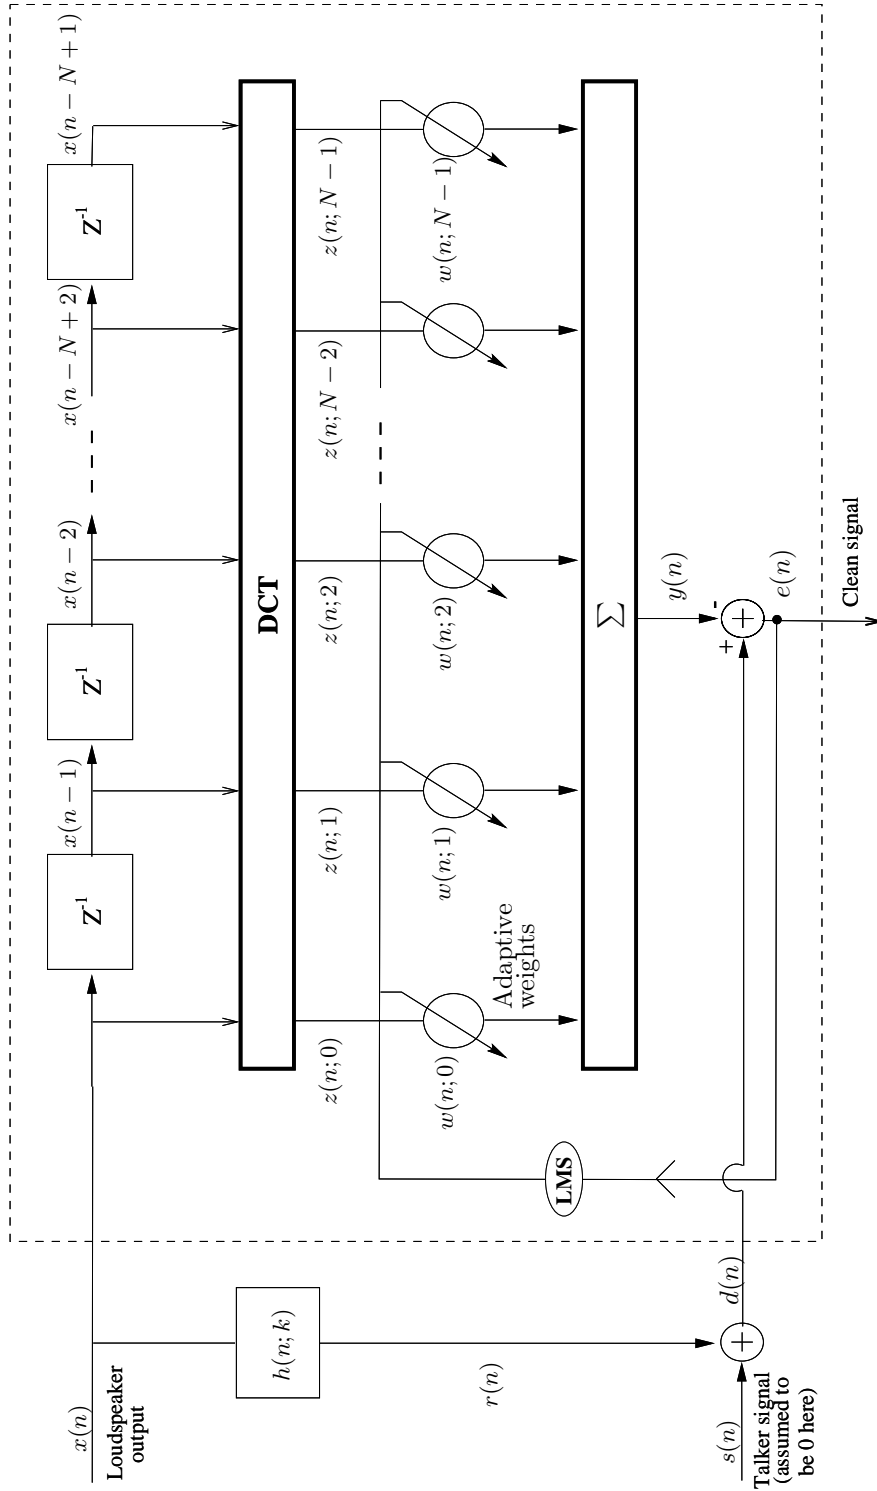 x(n)
Loudspeaker
output
Z⁻¹
x(n − 1)
Z⁻¹
x(n − 2)
x(n − N + 2)
Z⁻¹
x(n − N + 1)
h(n; k)
DCT
z(n; 0)
z(n; 1)
z(n; 2)
z(n; N − 2)
z(n; N − 1)
w(n; 0)
w(n; 1)
w(n; 2)
w(n; N − 1)
Adaptive
weights
r(n)
LMS
Σ
y(n)
s(n)
Talker signal
(assumed to
be 0 here)
+
d(n)
+
-
+
e(n)
Clean signal